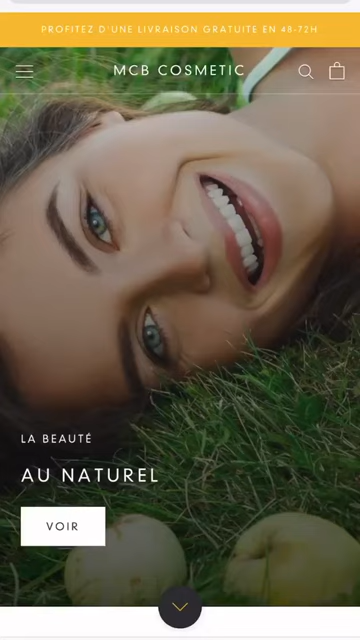 PROFITEZ D'UNE LIVRAISON GRATUITE EN 48-72H
MCB COSMETIC
LA BEAUTÉ
AU NATUREL
VOIR